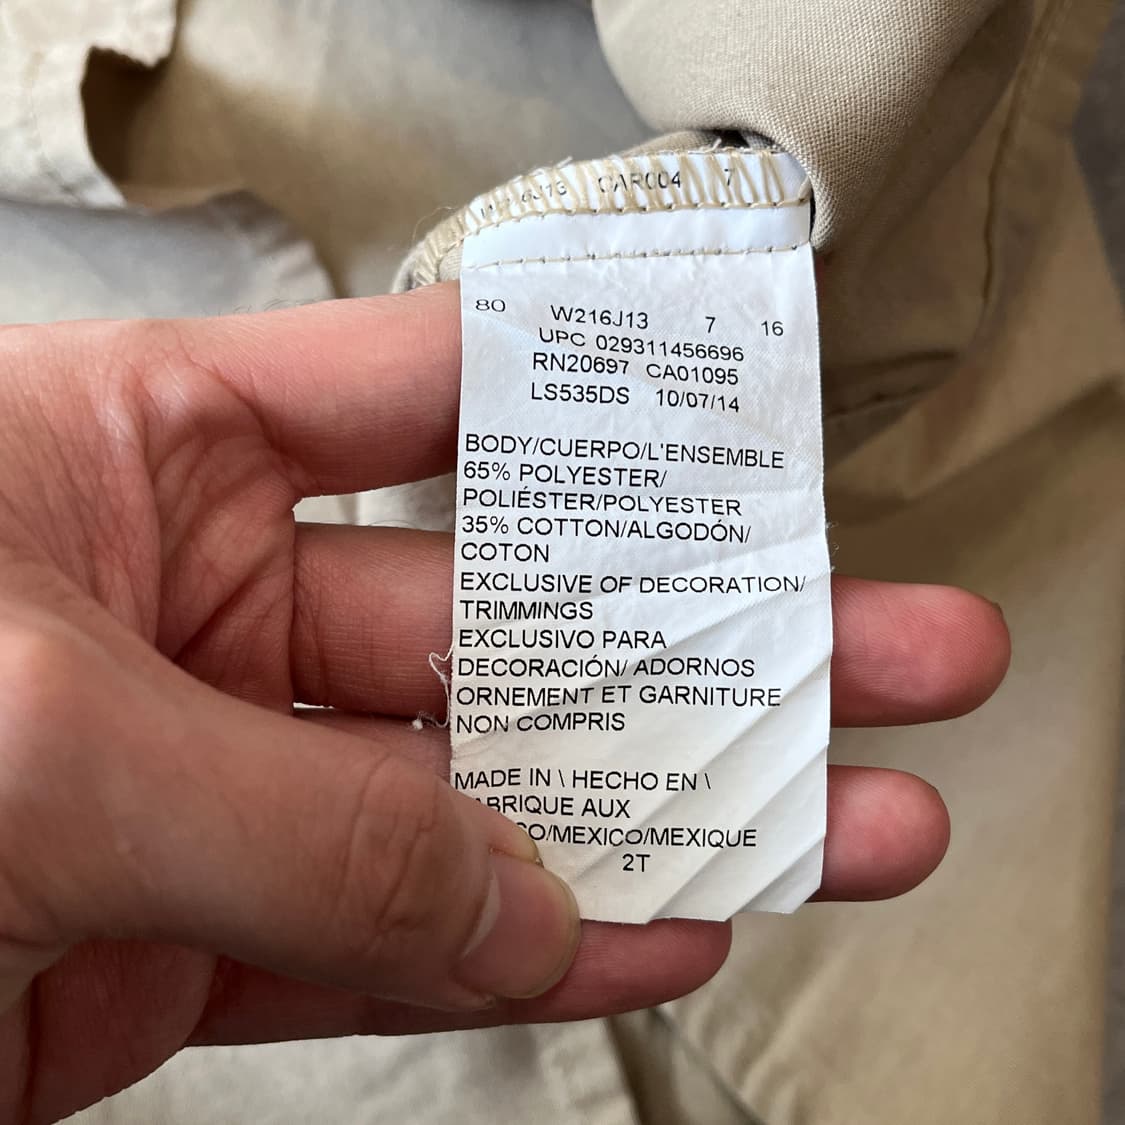 CAR004 7
80 W216J13 7 16
UPC 029311456696
RN20697 CA01095
LS535DS 10/07/14
BODY/CUERPO/L'ENSEMBLE
65% POLYESTER/
POLIÉSTER/POLYESTER
35% COTTON/ALGODÓN/
COTON
EXCLUSIVE OF DECORATION/
TRIMMINGS
EXCLUSIVO PARA
DECORACIÓN/ ADORNOS
ORNEMENT ET GARNITURE
NON COMPRIS
MADE IN \ HECHO EN \
AUX
/MEXICO/MEXIQUE
2T